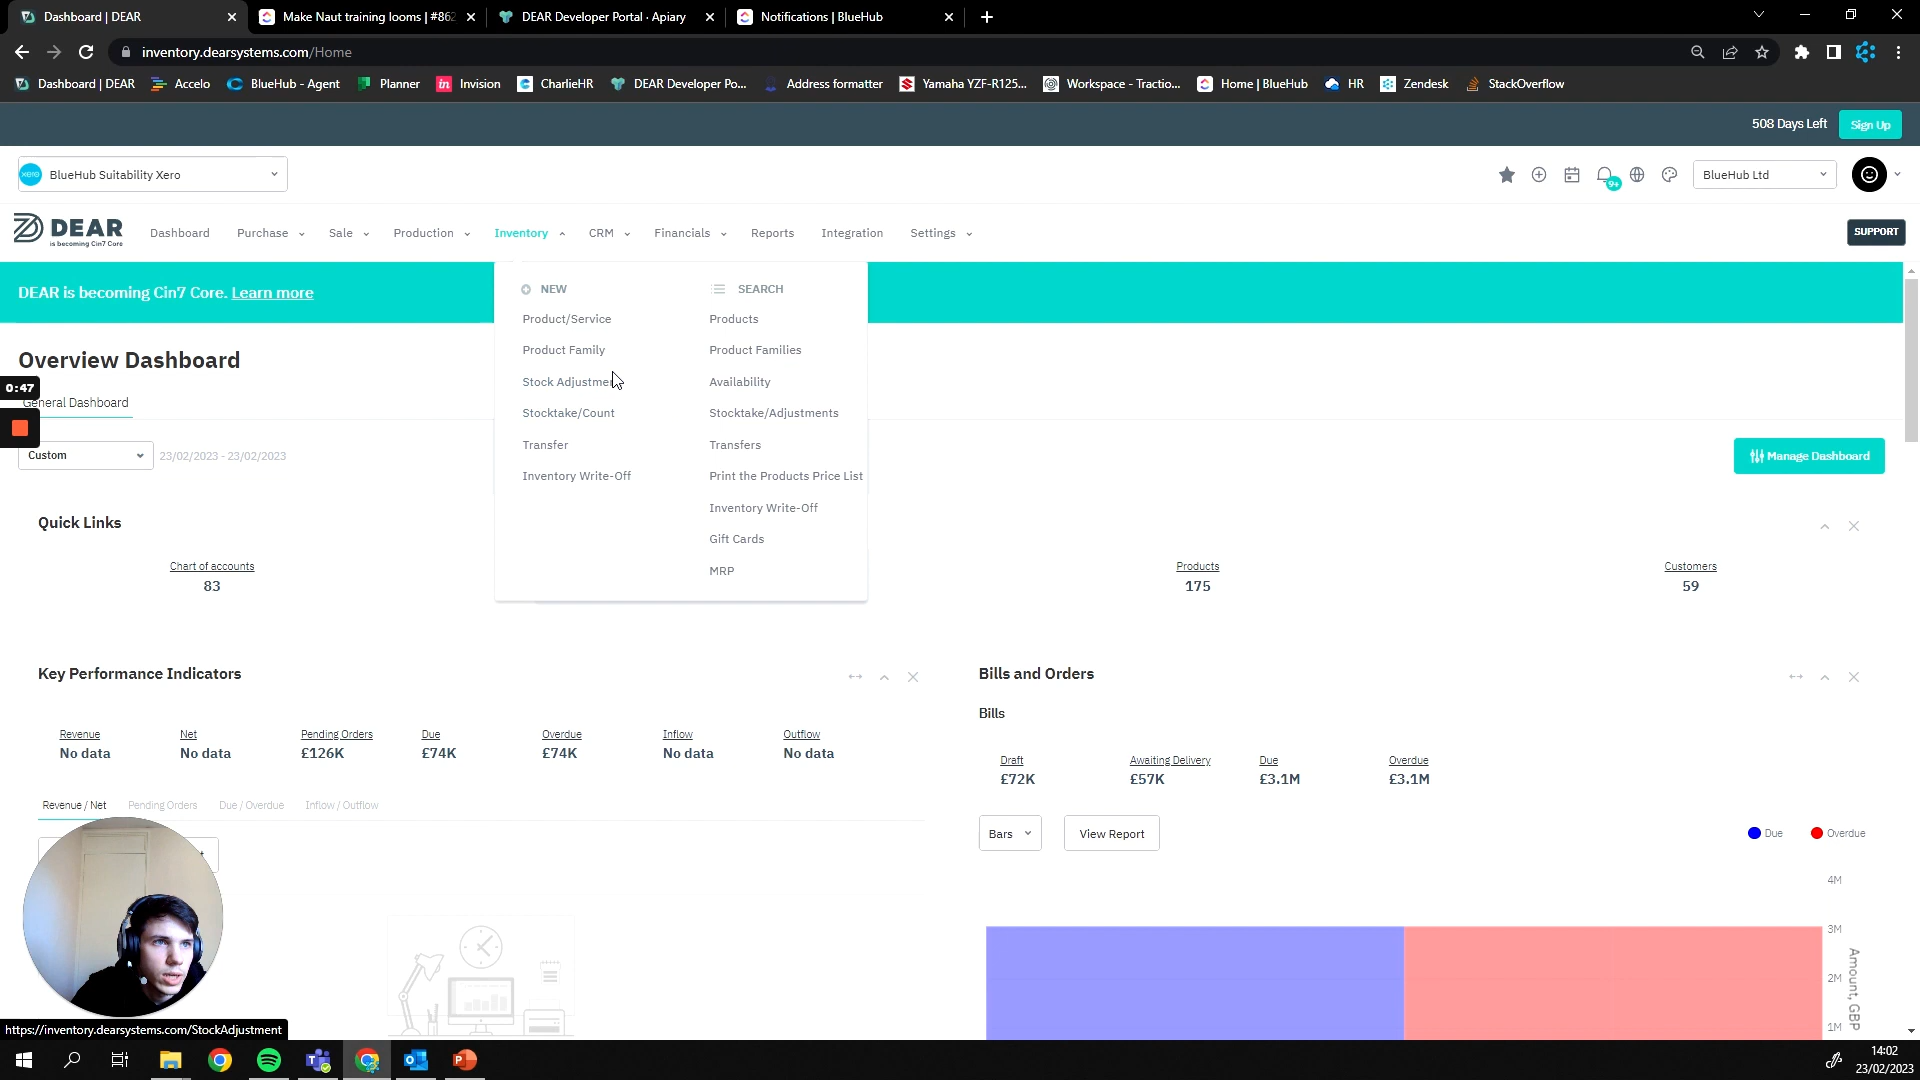 Dashboard | DEAR
Make Naut training looms | #862
DEAR Developer Portal · Apiary
Notifications | BlueHub
inventory.dearsystems.com/Home
Dashboard | DEAR
Accelo
BlueHub - Agent
Planner
Invision
CharlieHR
DEAR Developer Po...
Address formatter
Yamaha YZF-R125...
Workspace - Tractio...
Home | BlueHub
HR
Zendesk
StackOverflow
508 Days Left
Sign Up
xero
BlueHub Suitability Xero
9+
BlueHub Ltd
DEAR
is becoming Cin7 Core
Dashboard
Purchase
Sale
Production
Inventory
CRM
Financials
Reports
Integration
Settings
SUPPORT
DEAR is becoming Cin7 Core. Learn more
NEW
Product/Service
Product Family
Stock Adjustmen
Stocktake/Count
Transfer
Inventory Write-Off
SEARCH
Products
Product Families
Availability
Stocktake/Adjustments
Transfers
Print the Products Price List
Inventory Write-Off
Gift Cards
MRP
Overview Dashboard
0:47
General Dashboard
Custom
23/02/2023 - 23/02/2023
Manage Dashboard
Quick Links
Chart of accounts
83
Products
175
Customers
59
Key Performance Indicators
Revenue
No data
Net
No data
Pending Orders
£126K
Due
£74K
Overdue
£74K
Inflow
No data
Outflow
No data
Revenue / Net
Pending Orders
Due / Overdue
Inflow / Outflow
Bills and Orders
Bills
Draft
£72K
Awaiting Delivery
£57K
Due
£3.1M
Overdue
£3.1M
Bars
View Report
Due
Overdue
4M
3M
2M
1M
Amount, GBP
https://inventory.dearsystems.com/StockAdjustment
14:02
23/02/2023